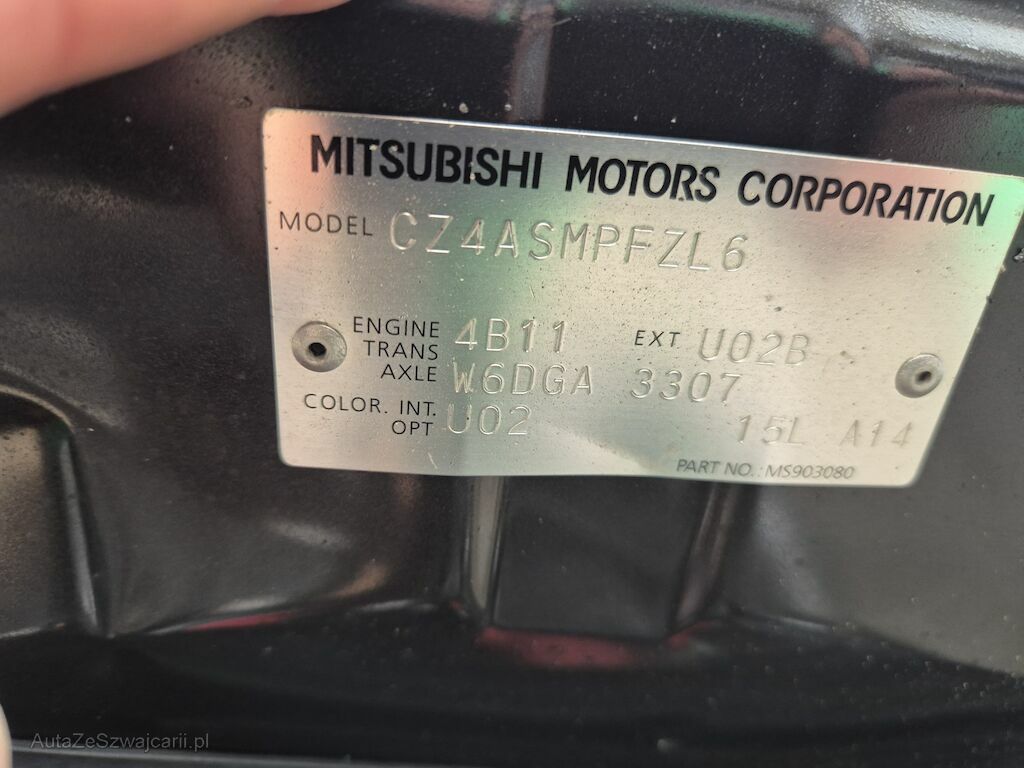 MITSUBISHI MOTORS CORPORATION
MODEL CZ4ASMPFZL6
ENGINE 4B11 EXT U02B
TRANS
AXLE W6DGA 3307
COLOR. INT. U02 15L A14
OPT
PART NO.: MS903080
AutaZeSzwajcarii.pl